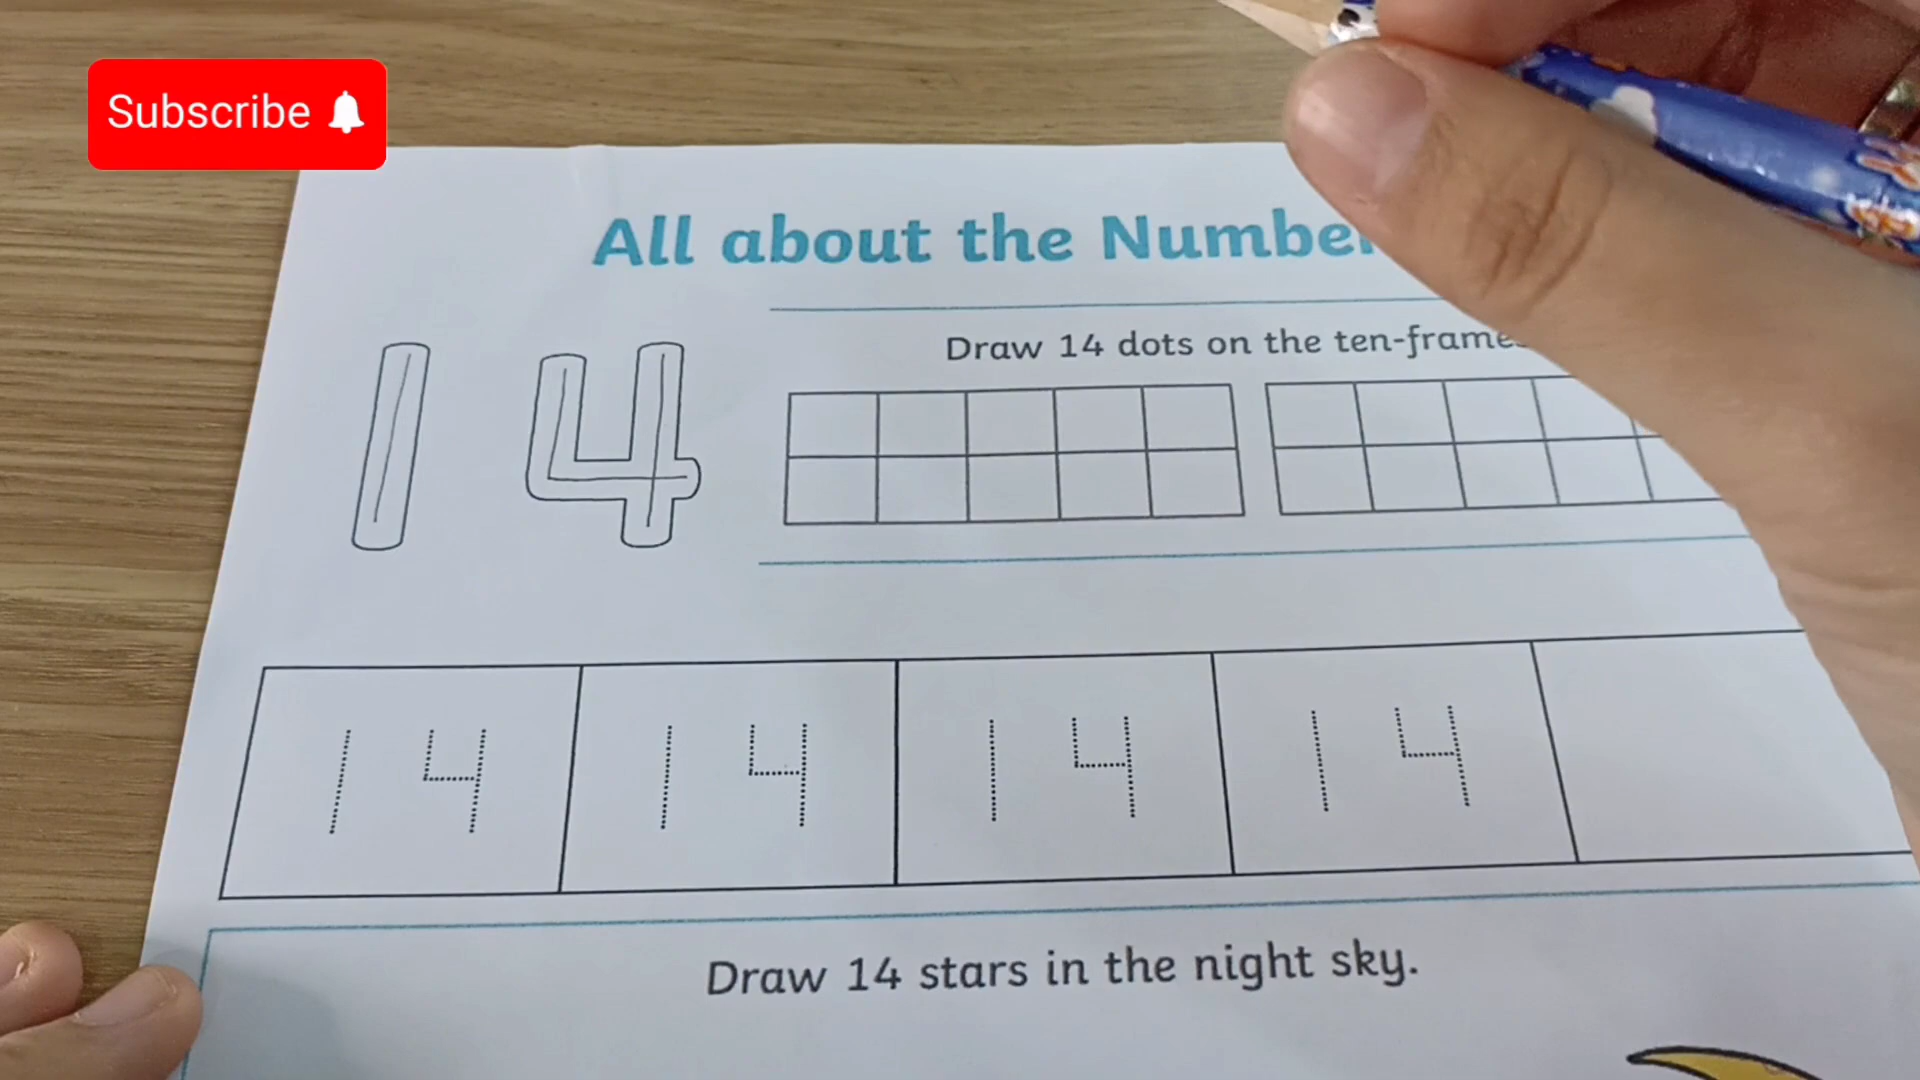 Subscribe
All about the Number
Draw 14 dots on the ten-frame
14
14 14 14 14
Draw 14 stars in the night sky.